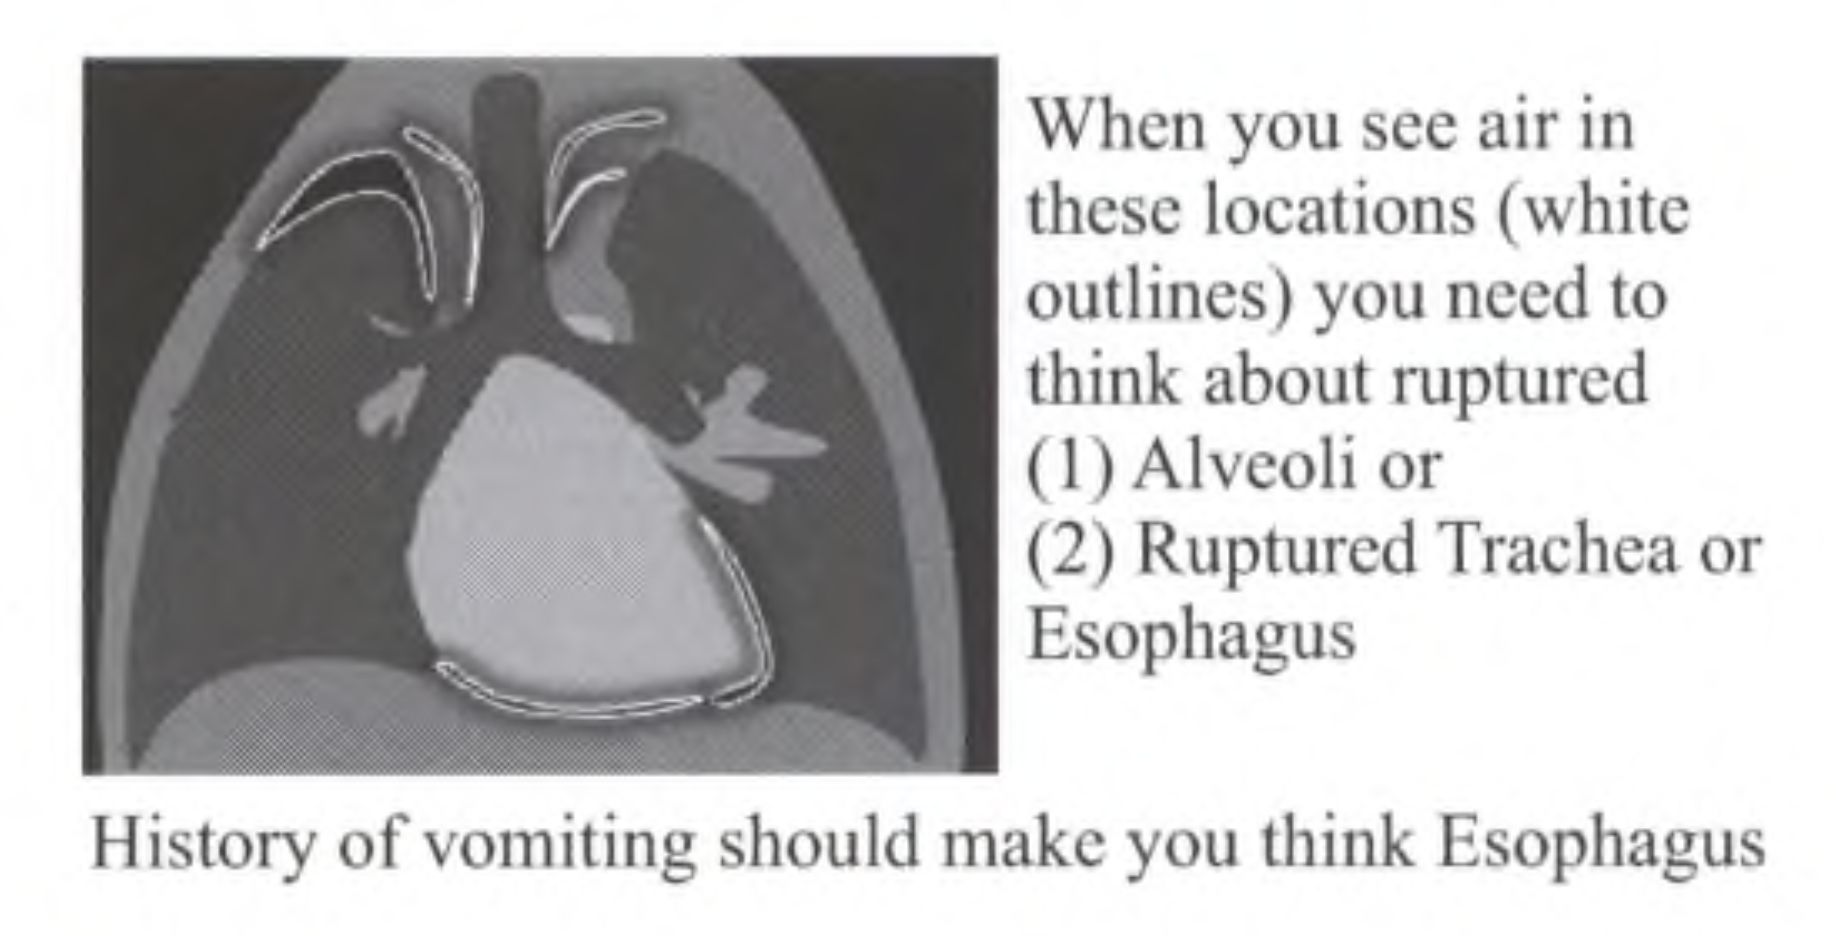 When you see air in
these locations (white
outlines) you need to
think about ruptured
(1) Alveoli or
(2) Ruptured Trachea or
Esophagus
History of vomiting should make you think Esophagus